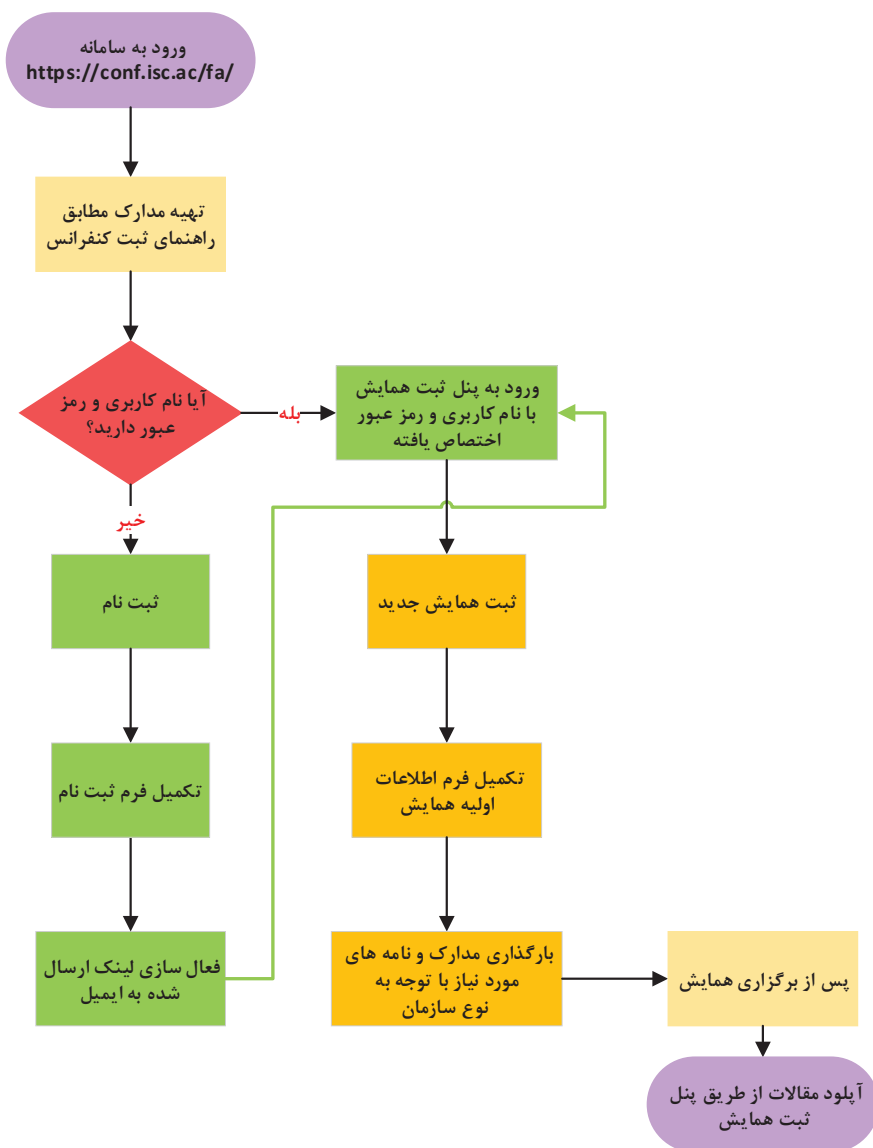 ورود به سامانه
https://conf.isc.ac/fa/
تهیه مدارک مطابق
راهنمای ثبت کنفرانس
آیا نام کاربری و رمز
عبور دارید؟
بله
ورود به پنل ثبت همایش
با نام کاربری و رمز عبور
اختصاص یافته
خیر
ثبت نام
تکمیل فرم ثبت نام
فعال سازی لینک ارسال
شده به ایمیل
ثبت همایش جدید
تکمیل فرم اطلاعات
اولیه همایش
بارگذاری مدارک و نامه های
مورد نیاز با توجه به
نوع سازمان
پس از برگزاری همایش
آپلود مقالات از طریق پنل
ثبت همایش